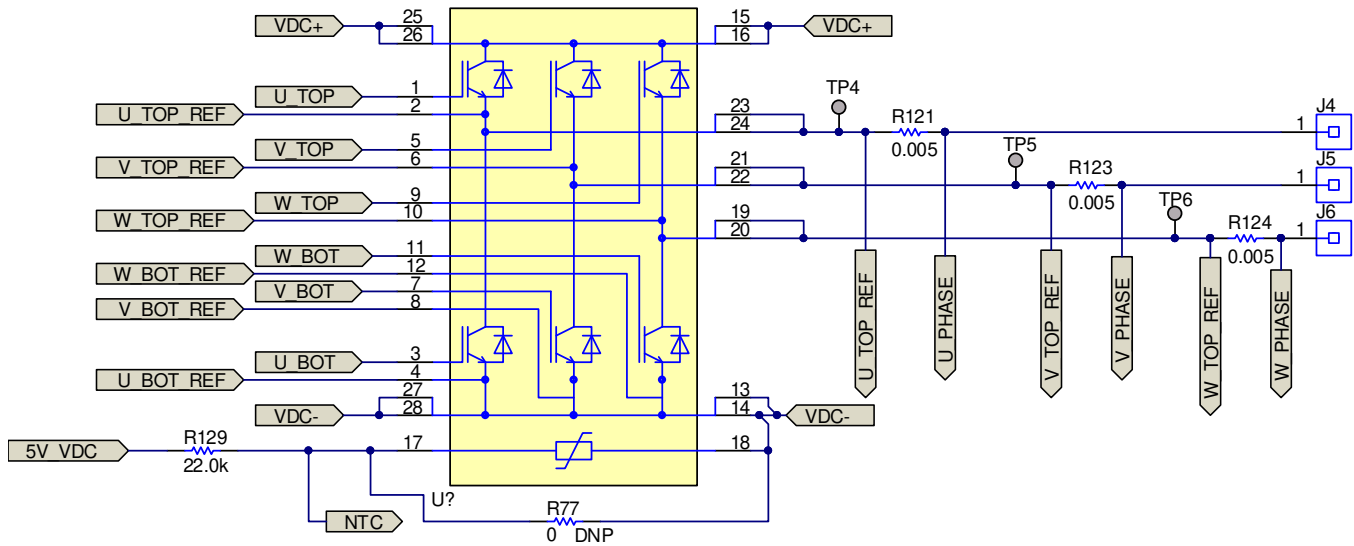 VDC+ 25 15 VDC+
26 16
U_TOP 1 TP4
U_TOP_REF 2 23 R121 J4
24 1
V_TOP 5 0.005
V_TOP_REF 6 21 TP5 R123 J5
22 1
W_TOP 9 0.005
W_TOP_REF 10 19 TP6 R124 J6
20 1
W_BOT 11 0.005
W_BOT_REF 12
V_BOT 7
V_BOT_REF 8
U_TOP_REF U_PHASE V_TOP_REF V_PHASE W_TOP_REF W_PHASE
U_BOT 3
U_BOT_REF 4
27 13
VDC- 28 14 VDC-
5V_VDC R129 17 18
22.0k
U?
NTC R77
0 DNP